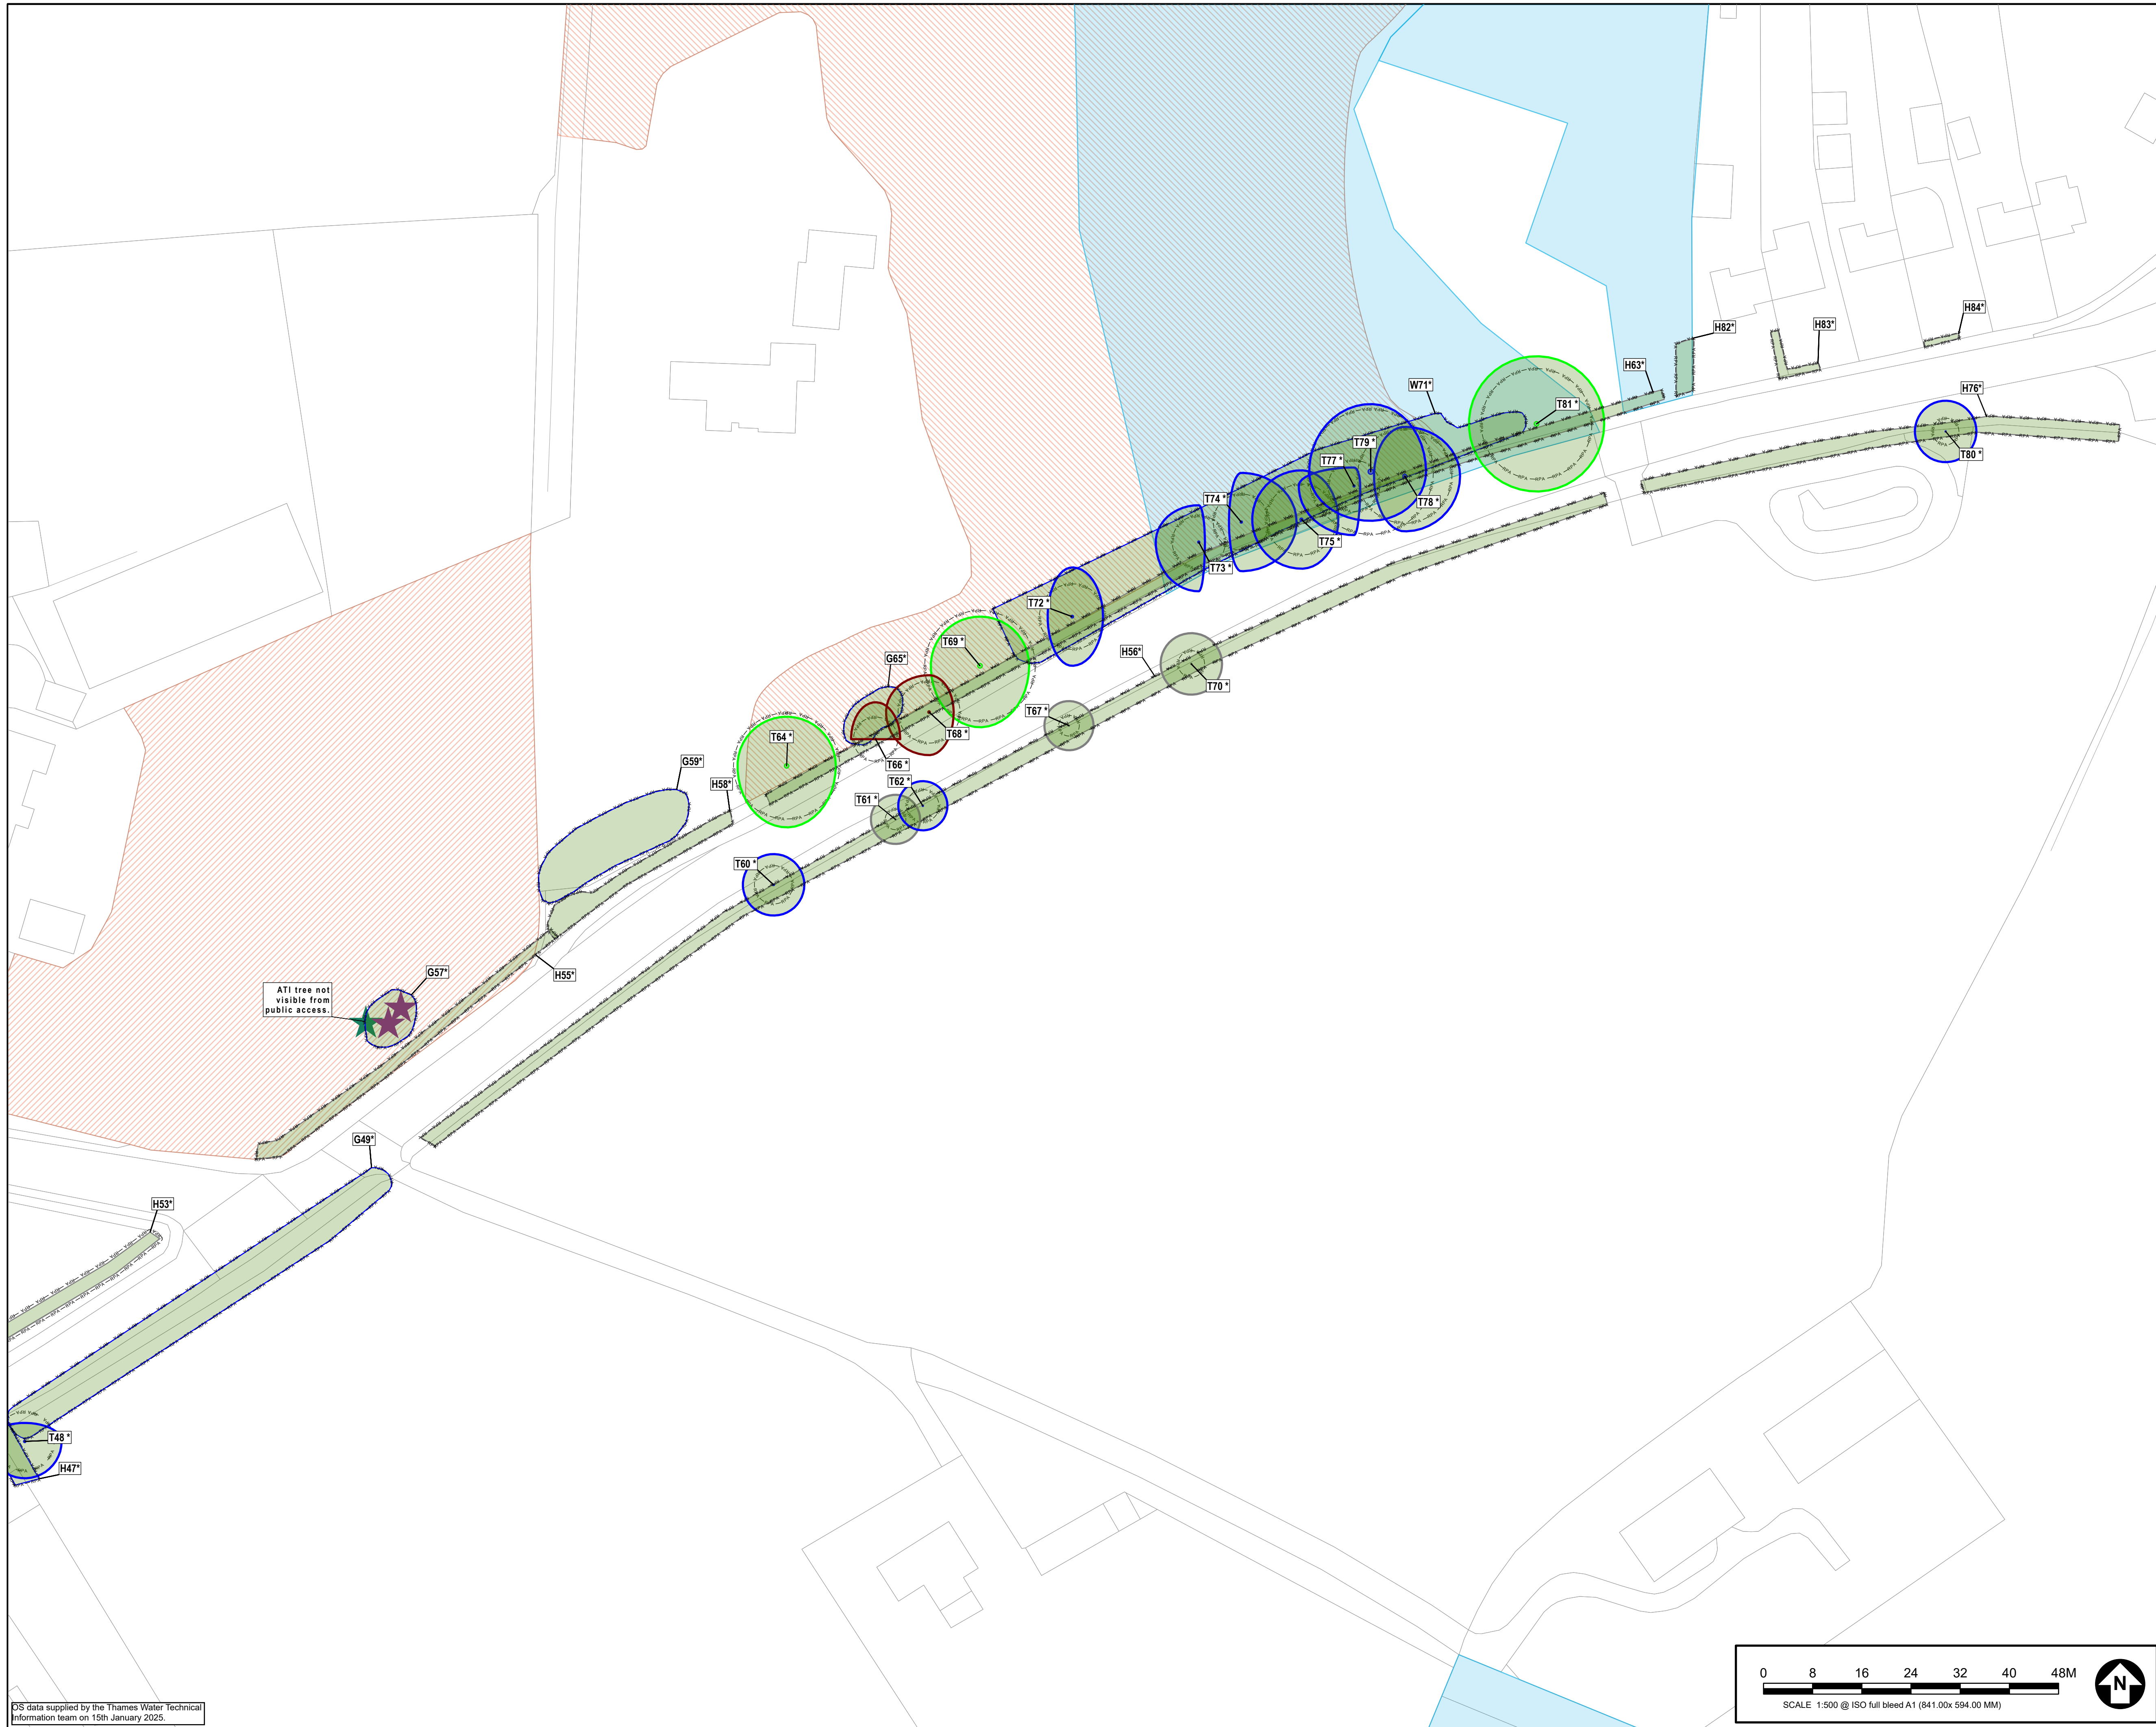 H84*
H82*
H83*
H63*
W71*
H76*
T81 *
T79 *
T80 *
T77 *
T78 *
T74 *
T75 *
T73 *
T72 *
T69 *
H56*
G65*
T70 *
T67 *
T68 *
T64 *
T66 *
G59*
H58*
T62 *
T61 *
T60 *
G57*
H55*
ATI tree not
visible from
public access.
G49*
H53*
T48 *
H47*
RPA
0 8 16 24 32 40 48M
SCALE 1:500 @ ISO full bleed A1 (841.00x 594.00 MM)
N
OS data supplied by the Thames Water Technical
Information team on 15th January 2025.